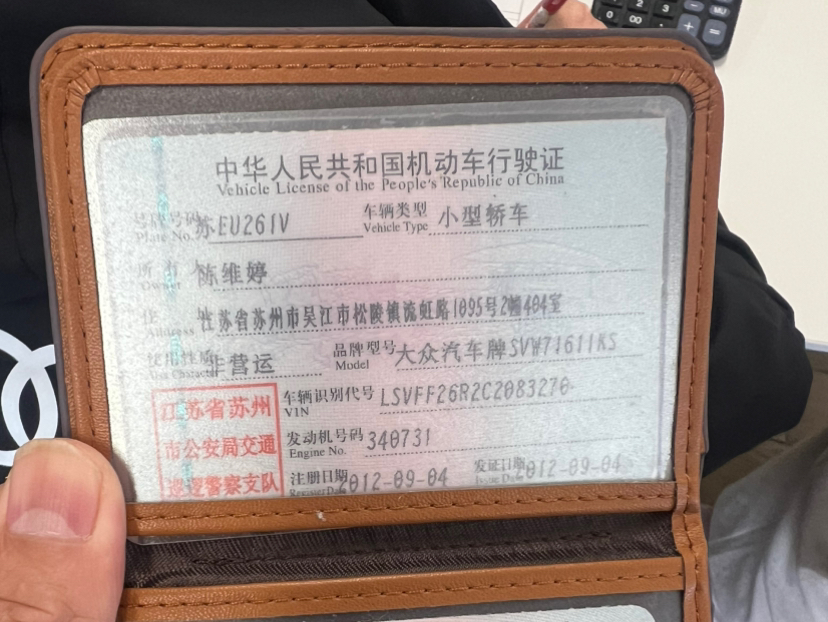 中华人民共和国机动车行驶证
Vehicle License of the People's Republic of China
号牌号码 苏EU261V 车辆类型 小型轿车
Plate No. Vehicle Type
所有人 陈维婷
Owner
住址 江苏省苏州市吴江市松陵镇流虹路1095号2幢404室
Address
使用性质 非营运 品牌型号 大众汽车牌SVW71611KS
Use Character Model
江苏省苏州 车辆识别代号 LSVFF26R2C2083270
VIN
市公安局交通 发动机号码 340731
Engine No.
巡逻警察支队 注册日期 2012-09-04 发证日期 2012-09-04
Register Date Issue Date
00 0 2 3 - MU + =